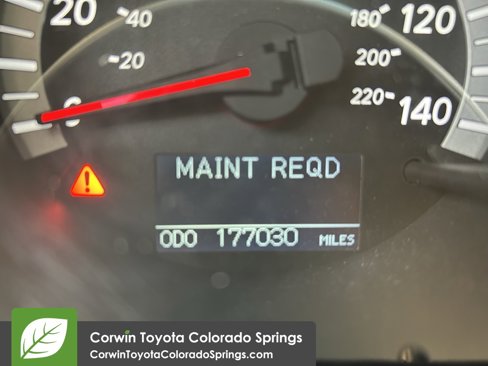 20 40 180 120
20 200
0 220 140
MAINT REQD
ODO 177030 MILES
Corwin Toyota Colorado Springs
CorwinToyotaColoradoSprings.com